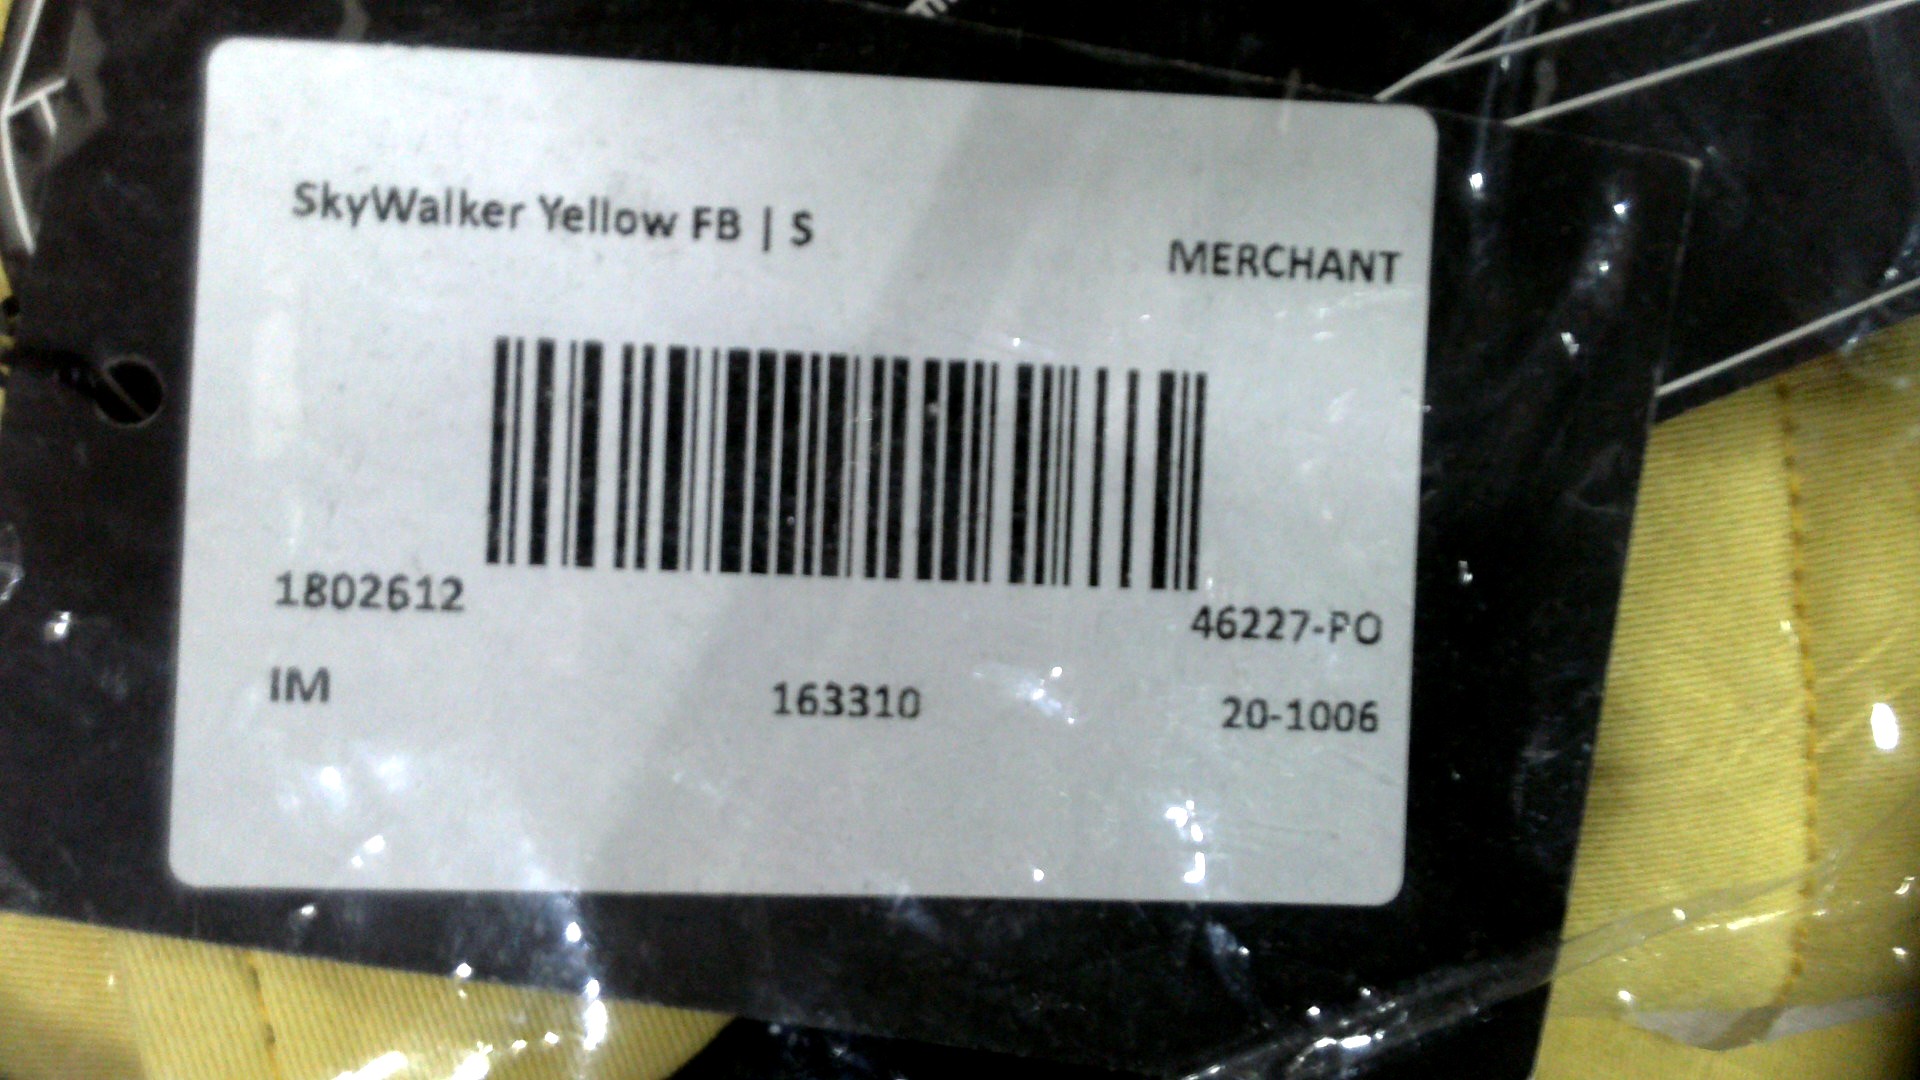 SkyWalker Yellow FB | S
MERCHANT
1802612
46227-PO
IM
163310
20-1006